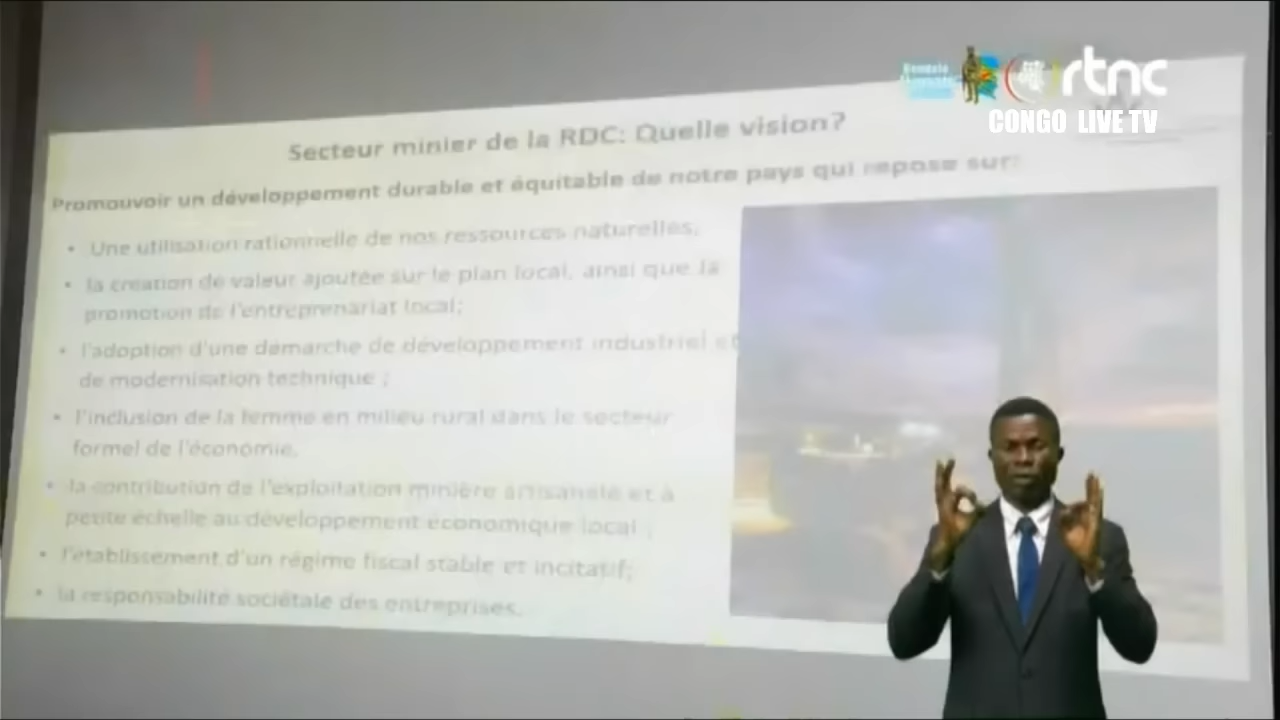 rtnc
CONGO LIVE TV
Secteur minier de la RDC: Quelle vision?
Promouvoir un développement durable et équitable de notre pays qui repose sur:
• Une utilisation rationnelle de nos ressources naturelles,
• la création de valeur ajoutée sur le plan local, ainsi que la
promotion de l'entreprenariat local;
• l'adoption d'une démarche de développement industriel et
de modernisation technique ;
• l'inclusion de la femme en milieu rural dans le secteur
formel de l'économie,
• la contribution de l'exploitation minière artisanale et à
petite échelle au développement économique local ;
• l'établissement d'un régime fiscal stable et incitatif;
• la responsabilité sociétale des entreprises.